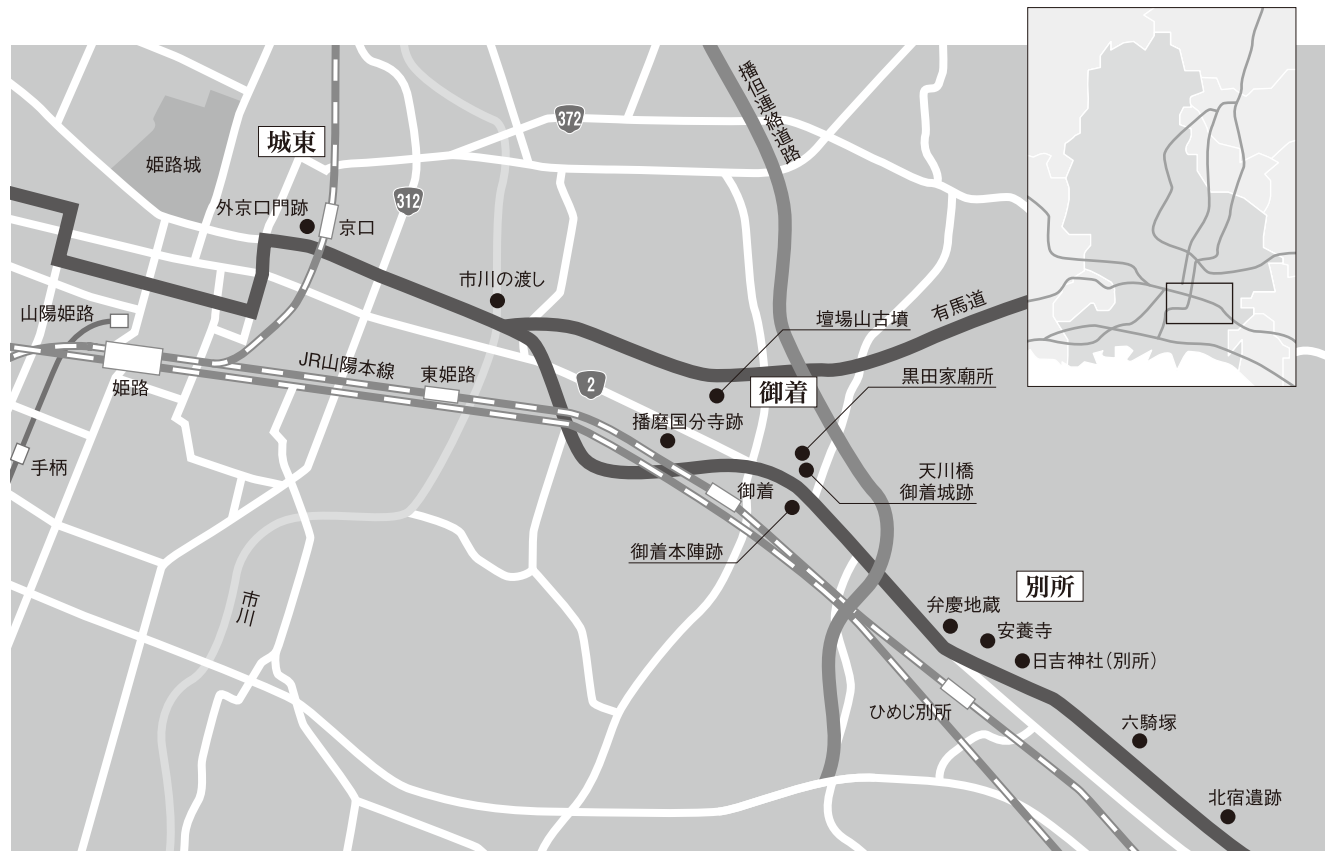 播但連絡道路
372
城東
姫路城
312
外京口門跡
京口
市川の渡し
有馬道
山陽姫路
壇場山古墳
JR山陽本線
東姫路
2
御着
黒田家廟所
姫路
播磨国分寺跡
手柄
天川橋
御着城跡
御着
御着本陣跡
別所
市川
弁慶地蔵
安養寺
日吉神社(別所)
ひめじ別所
六騎塚
北宿遺跡